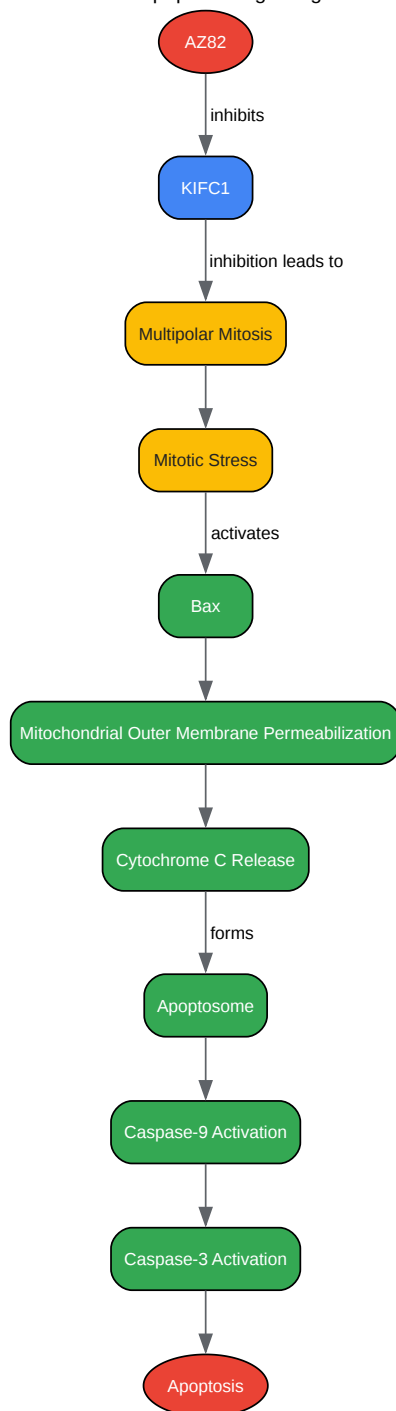 AZ82
inhibits
KIFC1
inhibition leads to
Multipolar Mitosis
Mitotic Stress
activates
Bax
Mitochondrial Outer Membrane Permeabilization
Cytochrome C Release
forms
Apoptosome
Caspase-9 Activation
Caspase-3 Activation
Apoptosis